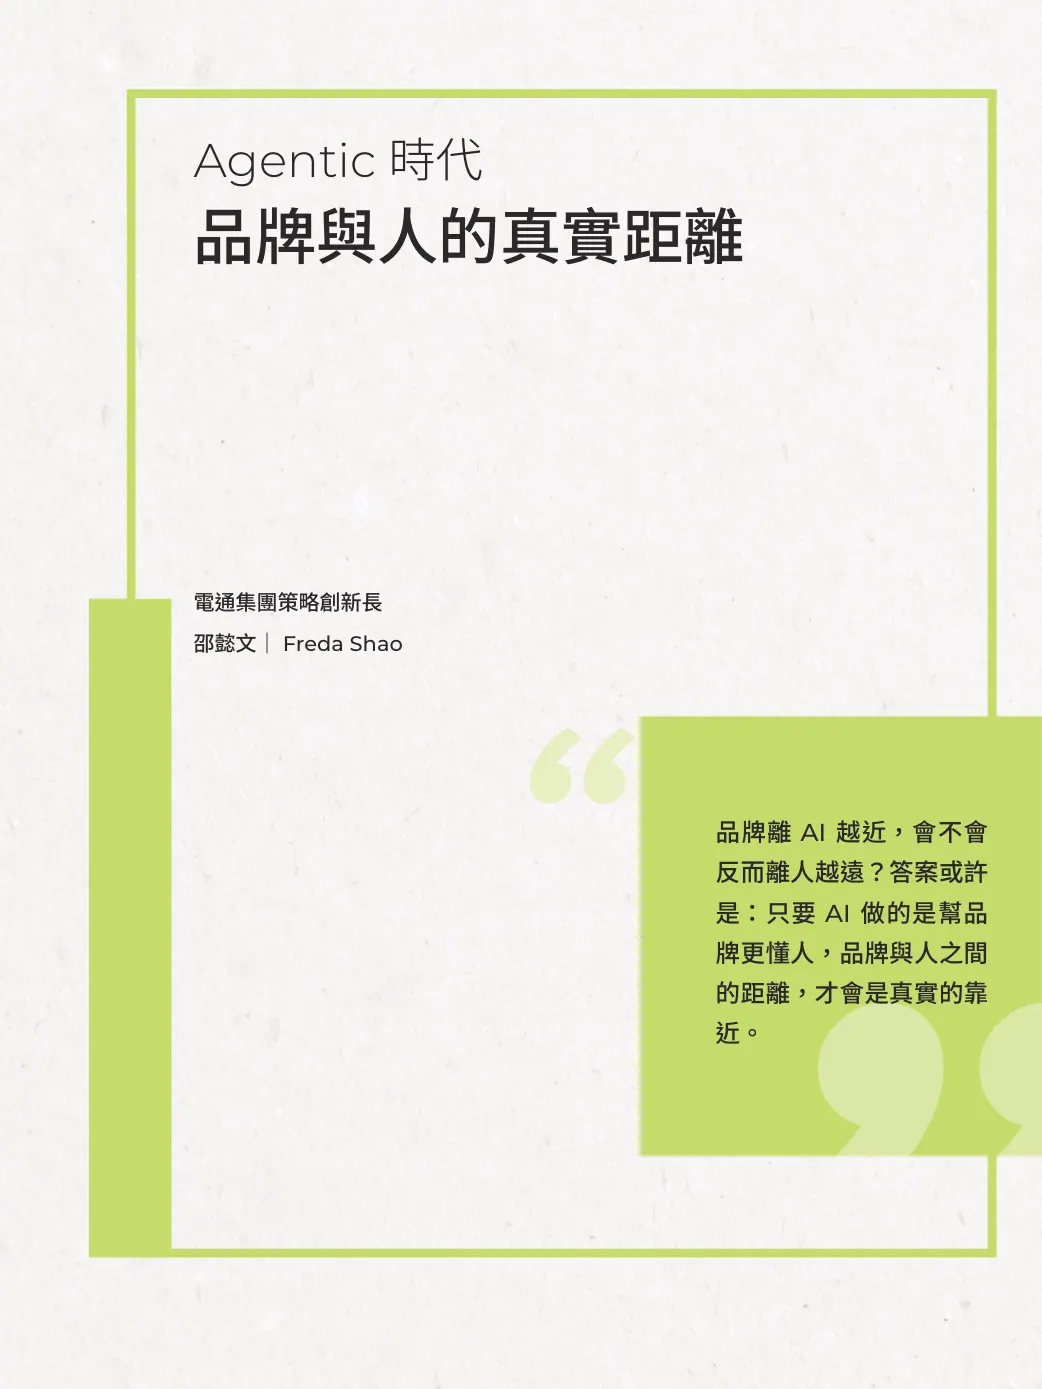 Agentic 時代
品牌與人的真實距離
電通集團策略創新長
邵懿文｜ Freda Shao
品牌離 AI 越近，會不會
反而離人越遠？答案或許
是：只要 AI 做的是幫品
牌更懂人，品牌與人之間
的距離，才會是真實的靠
近。